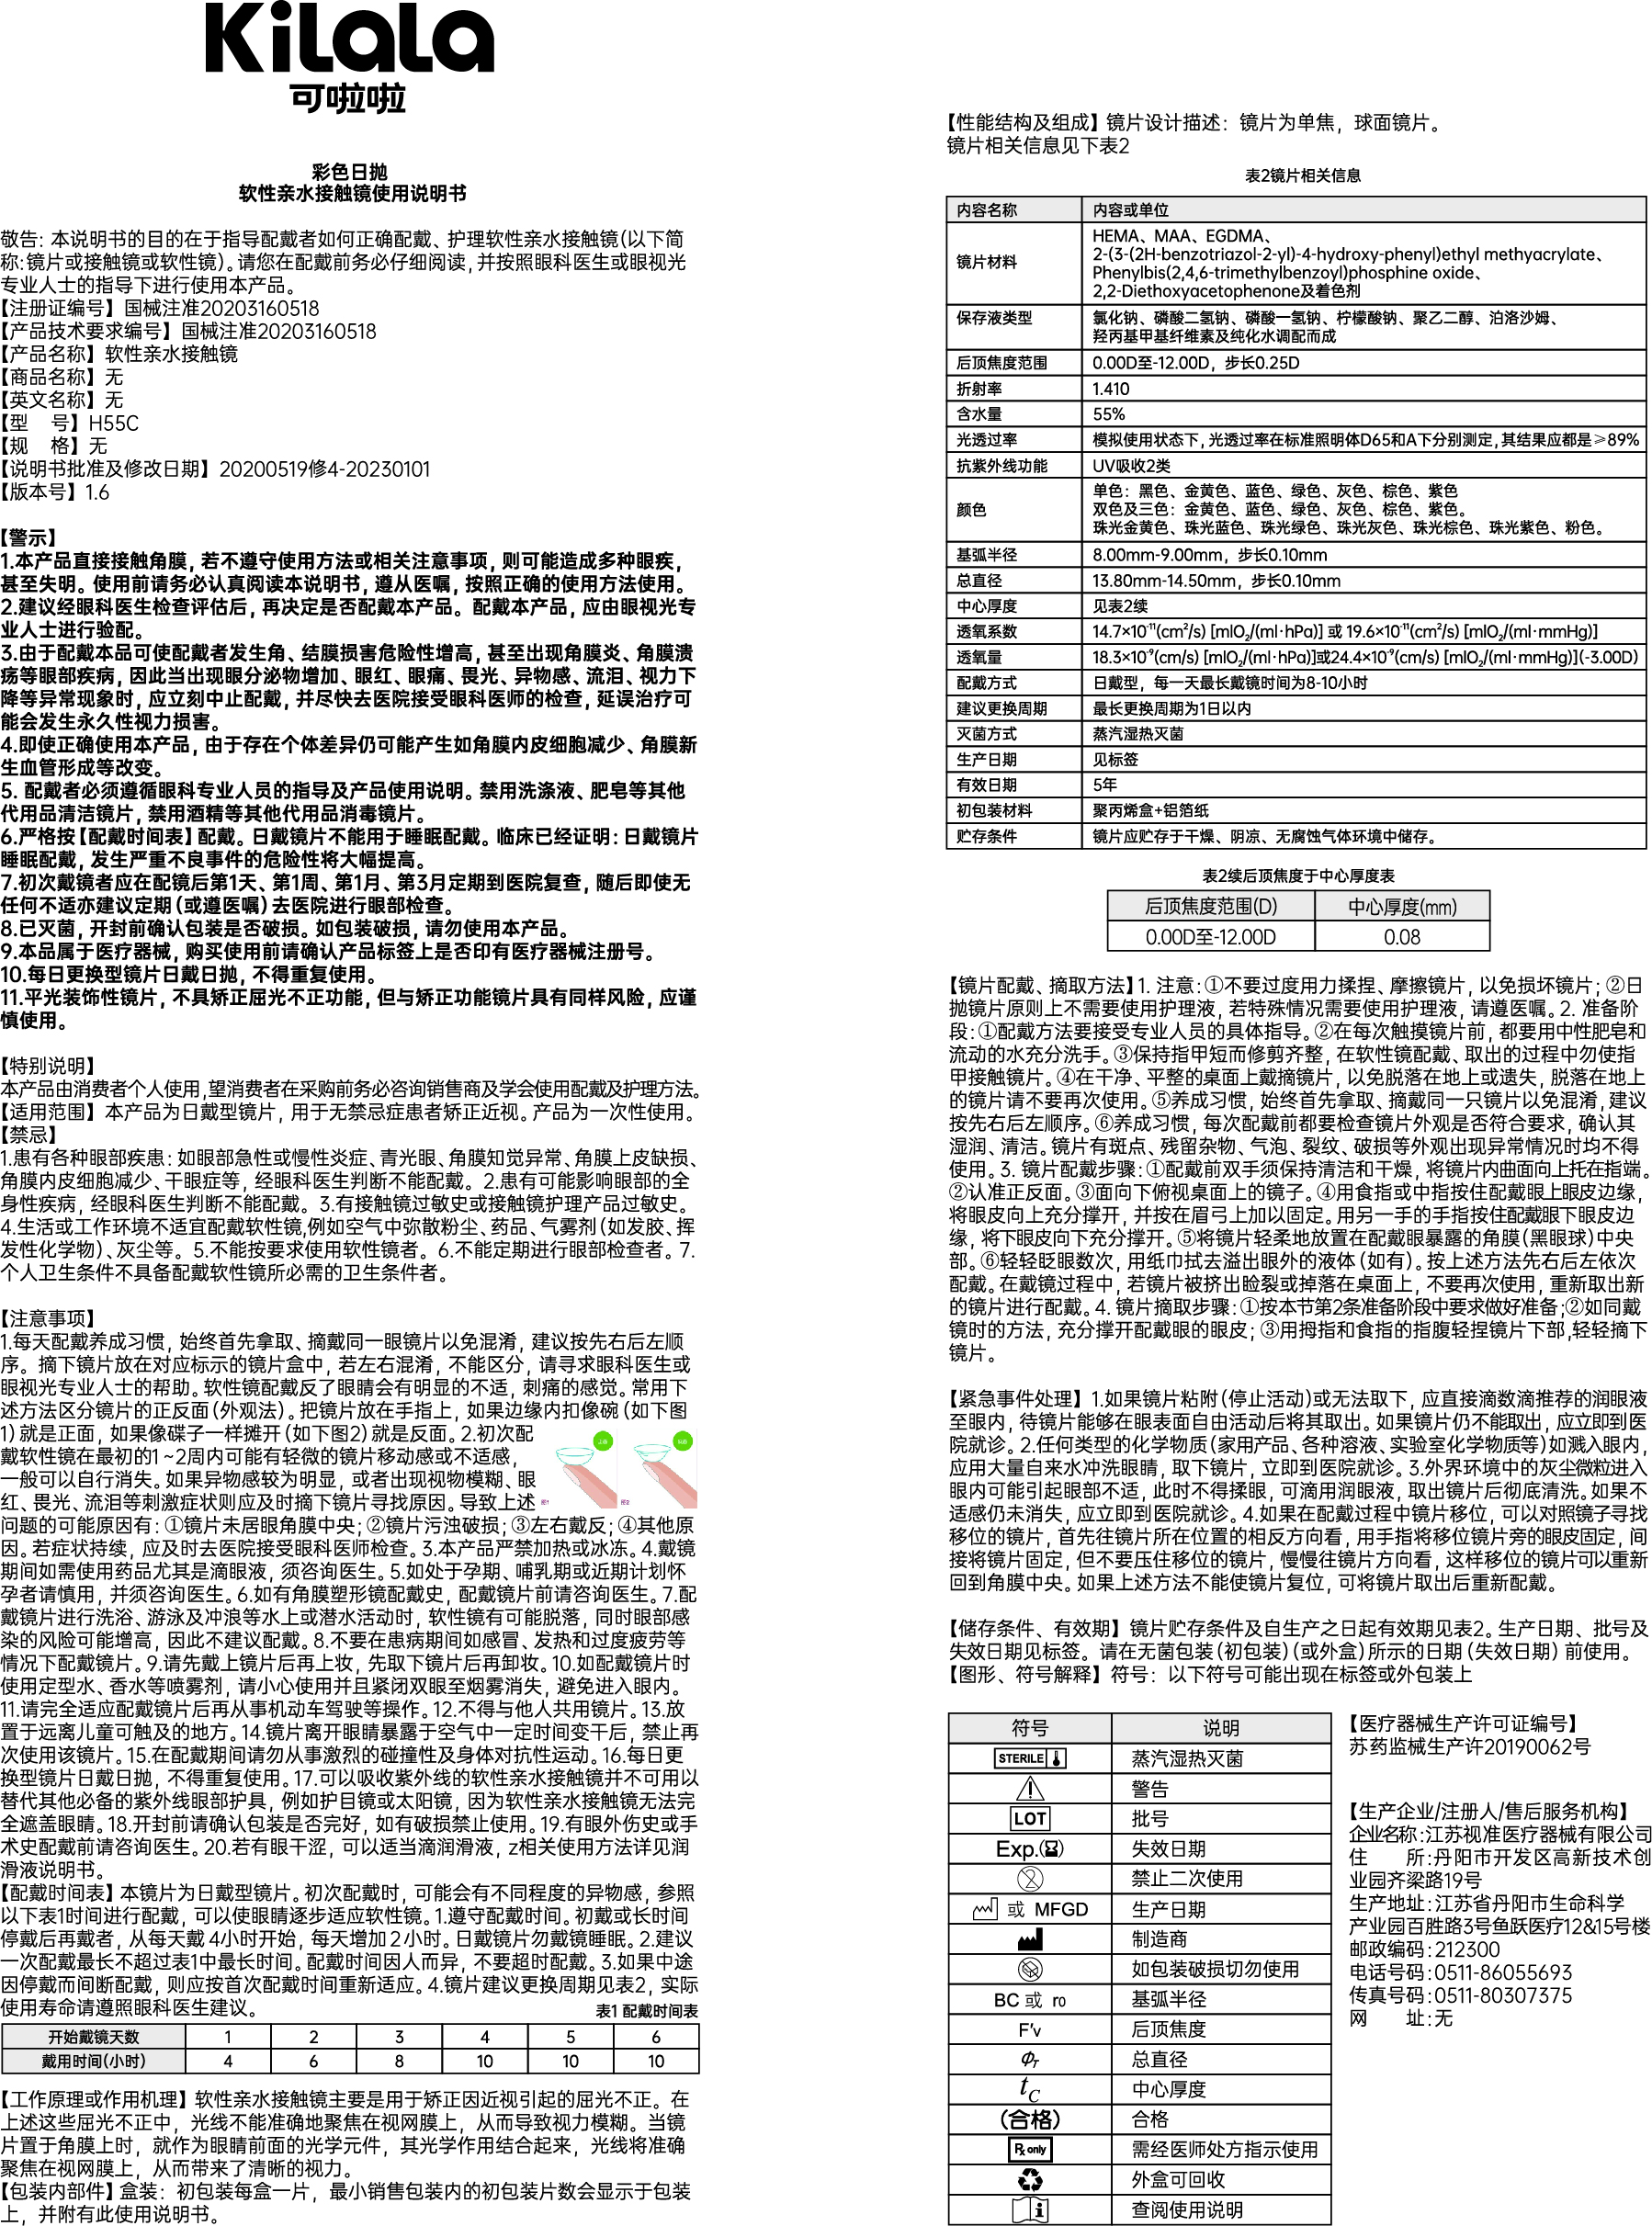 KiLaLa
可啦啦
彩色日抛
软性亲水接触镜使用说明书
敬告: 本说明书的目的在于指导配戴者如何正确配戴、护理软性亲水接触镜(以下简
称:镜片或接触镜或软性镜)。请您在配戴前务必仔细阅读,并按照眼科医生或眼视光
专业人士的指导下进行使用本产品。
【注册证编号】国械注准20203160518
【产品技术要求编号】国械注准20203160518
【产品名称】软性亲水接触镜
【商品名称】无
【英文名称】无
【型 号】H55C
【规 格】无
【说明书批准及修改日期】20200519修4-20230101
【版本号】1.6
【警示】
1.本产品直接接触角膜, 若不遵守使用方法或相关注意事项, 则可能造成多种眼疾,
甚至失明。使用前请务必认真阅读本说明书, 遵从医嘱, 按照正确的使用方法使用。
2.建议经眼科医生检查评估后, 再决定是否配戴本产品。配戴本产品, 应由眼视光专
业人士进行验配。
3.由于配戴本品可使配戴者发生角、结膜损害危险性增高, 甚至出现角膜炎、角膜溃
疡等眼部疾病, 因此当出现眼分泌物增加、眼红、眼痛、畏光、异物感、流泪、视力下
降等异常现象时, 应立刻中止配戴, 并尽快去医院接受眼科医师的检查, 延误治疗可
能会发生永久性视力损害。
4.即使正确使用本产品, 由于存在个体差异仍可能产生如角膜内皮细胞减少、角膜新
生血管形成等改变。
5. 配戴者必须遵循眼科专业人员的指导及产品使用说明。禁用洗涤液、肥皂等其他
代用品清洁镜片, 禁用酒精等其他代用品消毒镜片。
6.严格按【配戴时间表】配戴。日戴镜片不能用于睡眠配戴。临床已经证明: 日戴镜片
睡眠配戴, 发生严重不良事件的危险性将大幅提高。
7.初次戴镜者应在配镜后第1天、第1周、第1月、第3月定期到医院复查, 随后即使无
任何不适亦建议定期(或遵医嘱)去医院进行眼部检查。
8.已灭菌, 开封前确认包装是否破损。如包装破损, 请勿使用本产品。
9.本品属于医疗器械, 购买使用前请确认产品标签上是否印有医疗器械注册号。
10.每日更换型镜片日戴日抛, 不得重复使用。
11.平光装饰性镜片, 不具矫正屈光不正功能, 但与矫正功能镜片具有同样风险, 应谨
慎使用。
【特别说明】
本产品由消费者个人使用,望消费者在采购前务必咨询销售商及学会使用配戴及护理方法。
【适用范围】本产品为日戴型镜片, 用于无禁忌症患者矫正近视。产品为一次性使用。
【禁忌】
1.患有各种眼部疾患: 如眼部急性或慢性炎症、青光眼、角膜知觉异常、角膜上皮缺损、
角膜内皮细胞减少、干眼症等, 经眼科医生判断不能配戴。2.患有可能影响眼部的全
身性疾病, 经眼科医生判断不能配戴。3.有接触镜过敏史或接触镜护理产品过敏史。
4.生活或工作环境不适宜配戴软性镜,例如空气中弥散粉尘、药品、气雾剂(如发胶、挥
发性化学物)、灰尘等。5.不能按要求使用软性镜者。6.不能定期进行眼部检查者。7.
个人卫生条件不具备配戴软性镜所必需的卫生条件者。
【注意事项】
1.每天配戴养成习惯, 始终首先拿取、摘戴同一眼镜片以免混淆, 建议按先右后左顺
序。摘下镜片放在对应标示的镜片盒中, 若左右混淆, 不能区分, 请寻求眼科医生或
眼视光专业人士的帮助。软性镜配戴反了眼睛会有明显的不适, 刺痛的感觉。常用下
述方法区分镜片的正反面(外观法)。把镜片放在手指上, 如果边缘内扣像碗(如下图
1)就是正面, 如果像碟子一样摊开(如下图2)就是反面。2.初次配
戴软性镜在最初的1~2周内可能有轻微的镜片移动感或不适感,
一般可以自行消失。如果异物感较为明显, 或者出现视物模糊、眼
红、畏光、流泪等刺激症状则应及时摘下镜片寻找原因。导致上述
问题的可能原因有: ①镜片未居眼角膜中央; ②镜片污浊破损; ③左右戴反; ④其他原
因。若症状持续, 应及时去医院接受眼科医师检查。3.本产品严禁加热或冰冻。4.戴镜
期间如需使用药品尤其是滴眼液, 须咨询医生。5.如处于孕期、哺乳期或近期计划怀
孕者请慎用, 并须咨询医生。6.如有角膜塑形镜配戴史, 配戴镜片前请咨询医生。7.配
戴镜片进行洗浴、游泳及冲浪等水上或潜水活动时, 软性镜有可能脱落, 同时眼部感
染的风险可能增高, 因此不建议配戴。8.不要在患病期间如感冒、发热和过度疲劳等
情况下配戴镜片。9.请先戴上镜片后再上妆, 先取下镜片后再卸妆。10.如配戴镜片时
使用定型水、香水等喷雾剂, 请小心使用并且紧闭双眼至烟雾消失, 避免进入眼内。
11.请完全适应配戴镜片后再从事机动车驾驶等操作。12.不得与他人共用镜片。13.放
置于远离儿童可触及的地方。14.镜片离开眼睛暴露于空气中一定时间变干后, 禁止再
次使用该镜片。15.在配戴期间请勿从事激烈的碰撞性及身体对抗性运动。16.每日更
换型镜片日戴日抛, 不得重复使用。17.可以吸收紫外线的软性亲水接触镜并不可用以
替代其他必备的紫外线眼部护具, 例如护目镜或太阳镜, 因为软性亲水接触镜无法完
全遮盖眼睛。18.开封前请确认包装是否完好, 如有破损禁止使用。19.有眼外伤史或手
术史配戴前请咨询医生。20.若有眼干涩, 可以适当滴润滑液, z相关使用方法详见润
滑液说明书。
【配戴时间表】本镜片为日戴型镜片。初次配戴时, 可能会有不同程度的异物感, 参照
以下表1时间进行配戴, 可以使眼睛逐步适应软性镜。1.遵守配戴时间。初戴或长时间
停戴后再戴者, 从每天戴 4小时开始, 每天增加 2 小时。日戴镜片勿戴镜睡眠。2.建议
一次配戴最长不超过表1中最长时间。配戴时间因人而异, 不要超时配戴。3.如果中途
因停戴而间断配戴, 则应按首次配戴时间重新适应。4.镜片建议更换周期见表2, 实际
使用寿命请遵照眼科医生建议。
表1 配戴时间表
开始戴镜天数 1 2 3 4 5 6
戴用时间(小时) 4 6 8 10 10 10
【工作原理或作用机理】软性亲水接触镜主要是用于矫正因近视引起的屈光不正。在
上述这些屈光不正中, 光线不能准确地聚焦在视网膜上, 从而导致视力模糊。当镜
片置于角膜上时, 就作为眼睛前面的光学元件, 其光学作用结合起来, 光线将准确
聚焦在视网膜上, 从而带来了清晰的视力。
【包装内部件】盒装: 初包装每盒一片, 最小销售包装内的初包装片数会显示于包装
上, 并附有此使用说明书。
【性能结构及组成】镜片设计描述: 镜片为单焦, 球面镜片。
镜片相关信息见下表2
表2镜片相关信息
内容名称 内容或单位
镜片材料 HEMA、MAA、EGDMA、
2-(3-(2H-benzotriazol-2-yl)-4-hydroxy-phenyl)ethyl methyacrylate、
Phenylbis(2,4,6-trimethylbenzoyl)phosphine oxide、
2,2-Diethoxyacetophenone及着色剂
保存液类型 氯化钠、磷酸二氢钠、磷酸一氢钠、柠檬酸钠、聚乙二醇、泊洛沙姆、
羟丙基甲基纤维素及纯化水调配而成
后顶焦度范围 0.00D至-12.00D, 步长0.25D
折射率 1.410
含水量 55%
光透过率 模拟使用状态下, 光透过率在标准照明体D65和A下分别测定, 其结果应都是≥89%
抗紫外线功能 UV吸收2类
颜色 单色: 黑色、金黄色、蓝色、绿色、灰色、棕色、紫色
双色及三色: 金黄色、蓝色、绿色、灰色、棕色、紫色。
珠光金黄色、珠光蓝色、珠光绿色、珠光灰色、珠光棕色、珠光紫色、粉色。
基弧半径 8.00mm-9.00mm, 步长0.10mm
总直径 13.80mm-14.50mm, 步长0.10mm
中心厚度 见表2续
透氧系数 14.7×10⁻¹¹(cm²/s) [mlO₂/(ml·hPa)] 或 19.6×10⁻¹¹(cm²/s) [mlO₂/(ml·mmHg)]
透氧量 18.3×10⁻⁹(cm/s) [mlO₂/(ml·hPa)]或24.4×10⁻⁹(cm/s) [mlO₂/(ml·mmHg)](-3.00D)
配戴方式 日戴型, 每一天最长戴镜时间为8-10小时
建议更换周期 最长更换周期为1日以内
灭菌方式 蒸汽湿热灭菌
生产日期 见标签
有效日期 5年
初包装材料 聚丙烯盒+铝箔纸
贮存条件 镜片应贮存于干燥、阴凉、无腐蚀气体环境中储存。
表2续后顶焦度于中心厚度表
后顶焦度范围(D) 中心厚度(mm)
0.00D至-12.00D 0.08
【镜片配戴、摘取方法】1. 注意: ①不要过度用力揉捏、摩擦镜片, 以免损坏镜片; ②日
抛镜片原则上不需要使用护理液, 若特殊情况需要使用护理液, 请遵医嘱。2. 准备阶
段: ①配戴方法要接受专业人员的具体指导。②在每次触摸镜片前, 都要用中性肥皂和
流动的水充分洗手。③保持指甲短而修剪齐整, 在软性镜配戴、取出的过程中勿使指
甲接触镜片。④在干净、平整的桌面上戴摘镜片, 以免脱落在地上或遗失, 脱落在地上
的镜片请不要再次使用。⑤养成习惯, 始终首先拿取、摘戴同一只镜片以免混淆, 建议
按先右后左顺序。⑥养成习惯, 每次配戴前都要检查镜片外观是否符合要求, 确认其
湿润、清洁。镜片有斑点、残留杂物、气泡、裂纹、破损等外观出现异常情况时均不得
使用。3. 镜片配戴步骤: ①配戴前双手须保持清洁和干燥, 将镜片内曲面向上托在指端。
②认准正反面。③面向下俯视桌面上的镜子。④用食指或中指按住配戴眼上眼皮边缘,
将眼皮向上充分撑开, 并按在眉弓上加以固定。用另一手的手指按住配戴眼下眼皮边
缘, 将下眼皮向下充分撑开。⑤将镜片轻柔地放置在配戴眼暴露的角膜(黑眼球)中央
部。⑥轻轻眨眼数次, 用纸巾拭去溢出眼外的液体(如有)。按上述方法先右后左依次
配戴。在戴镜过程中, 若镜片被挤出睑裂或掉落在桌面上, 不要再次使用, 重新取出新
的镜片进行配戴。4. 镜片摘取步骤: ①按本节第2条准备阶段中要求做好准备;②如同戴
镜时的方法, 充分撑开配戴眼的眼皮; ③用拇指和食指的指腹轻捏镜片下部,轻轻摘下
镜片。
【紧急事件处理】1.如果镜片粘附(停止活动)或无法取下, 应直接滴数滴推荐的润眼液
至眼内, 待镜片能够在眼表面自由活动后将其取出。如果镜片仍不能取出, 应立即到医
院就诊。2.任何类型的化学物质(家用产品、各种溶液、实验室化学物质等)如溅入眼内,
应用大量自来水冲洗眼睛, 取下镜片, 立即到医院就诊。3.外界环境中的灰尘微粒进入
眼内可能引起眼部不适, 此时不得揉眼, 可滴用润眼液, 取出镜片后彻底清洗。如果不
适感仍未消失, 应立即到医院就诊。4.如果在配戴过程中镜片移位, 可以对照镜子寻找
移位的镜片, 首先往镜片所在位置的相反方向看, 用手指将移位镜片旁的眼皮固定, 间
接将镜片固定, 但不要压住移位的镜片, 慢慢往镜片方向看, 这样移位的镜片可以重新
回到角膜中央。如果上述方法不能使镜片复位, 可将镜片取出后重新配戴。
【储存条件、有效期】镜片贮存条件及自生产之日起有效期见表2。生产日期、批号及
失效日期见标签。请在无菌包装(初包装)(或外盒)所示的日期(失效日期)前使用。
【图形、符号解释】符号: 以下符号可能出现在标签或外包装上
符号 说明
STERILE 蒸汽湿热灭菌
警告
LOT 批号
Exp.() 失效日期
2 禁止二次使用
或 MFGD 生产日期
制造商
如包装破损切勿使用
BC 或 r0 基弧半径
F'v 后顶焦度
ΦT 总直径
tC 中心厚度
(合格) 合格
Rx only 需经医师处方指示使用
外盒可回收
i 查阅使用说明
【医疗器械生产许可证编号】
苏药监械生产许20190062号
【生产企业/注册人/售后服务机构】
企业名称:江苏视准医疗器械有限公司
住 所:丹阳市开发区高新技术创
业园齐梁路19号
生产地址:江苏省丹阳市生命科学
产业园百胜路3号鱼跃医疗12&15号楼
邮政编码:212300
电话号码:0511-86055693
传真号码:0511-80307375
网 址:无